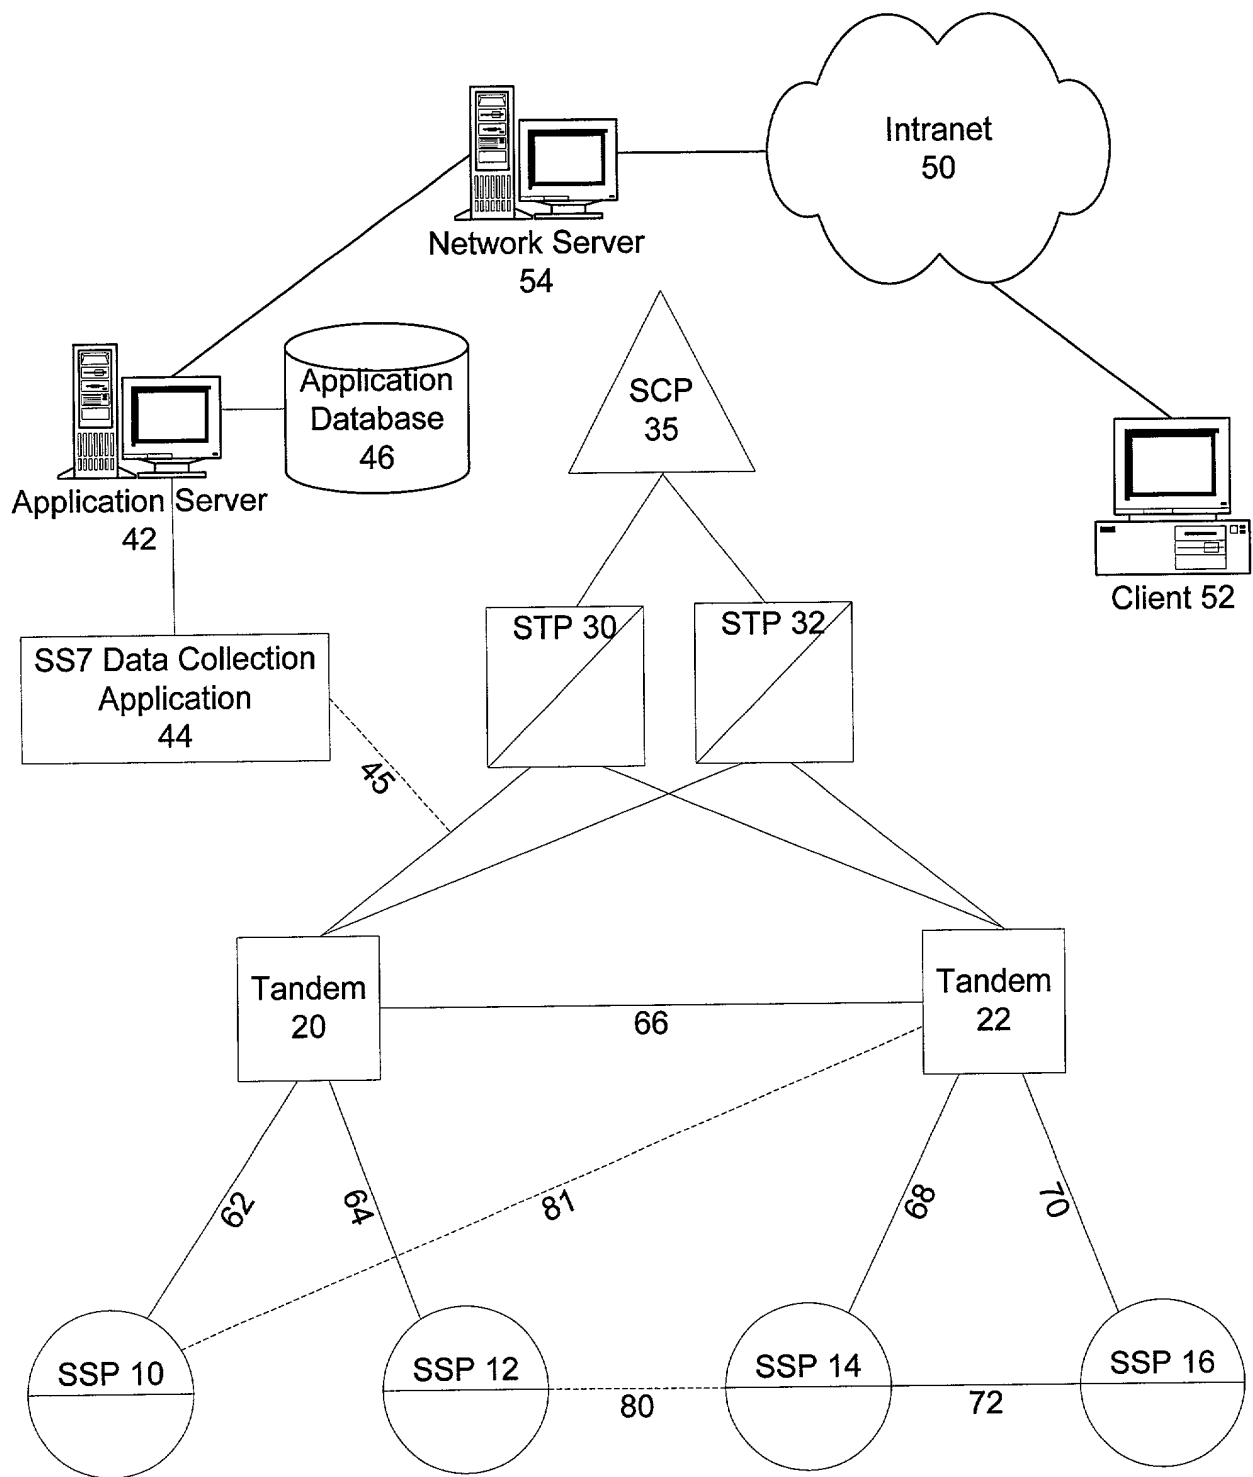 Intranet
50
Network Server
54
Application
Database
46
SCP
35
Application Server
42
Client 52
STP 30
STP 32
SS7 Data Collection
Application
44
45
Tandem
20
Tandem
22
66
62
64
81
68
70
SSP 10
SSP 12
SSP 14
SSP 16
80
72